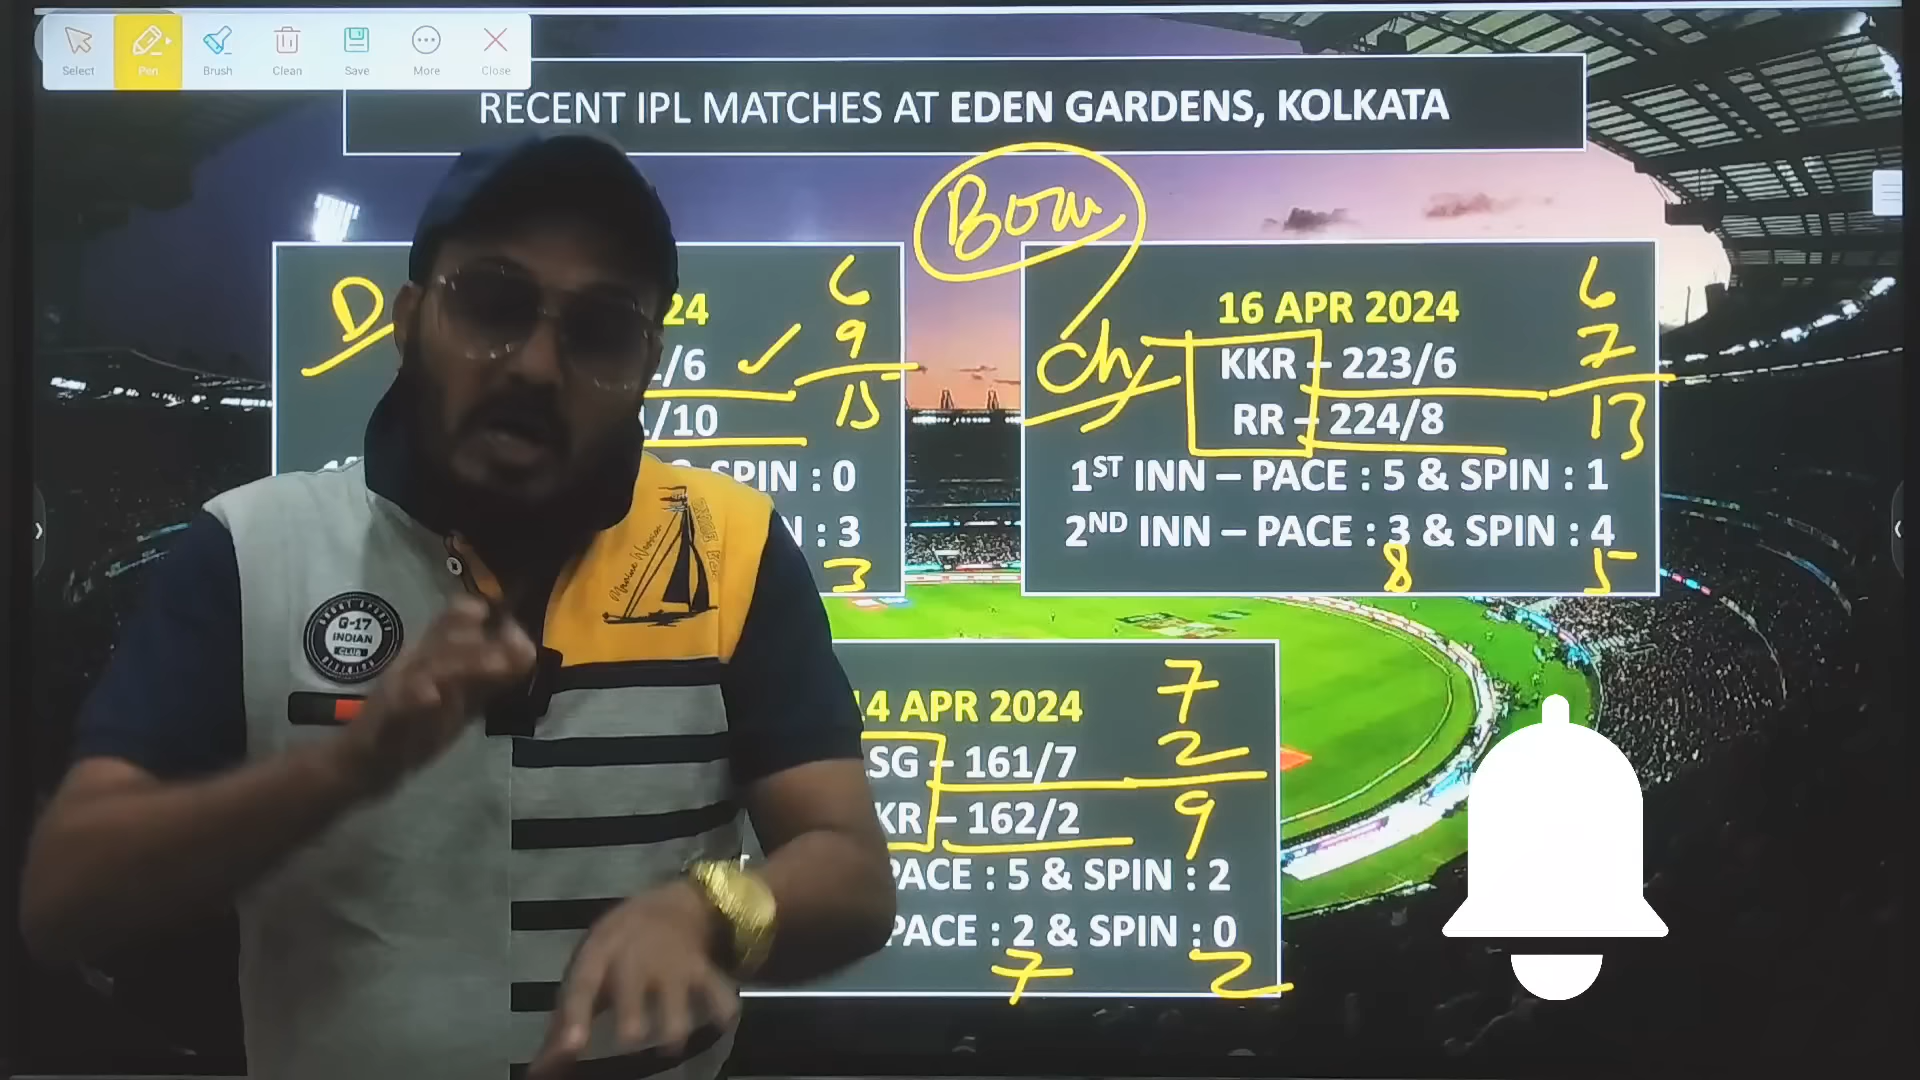 Select Pen Brush Clean Save More Close
RECENT IPL MATCHES AT EDEN GARDENS, KOLKATA
Bow
D
24
/6
/10
SPIN : 0
: 3
6
9
15
3
Ch
16 APR 2024
KKR – 223/6
RR – 224/8
1ST INN – PACE : 5 & SPIN : 1
2ND INN – PACE : 3 & SPIN : 4
6
7
13
8 5
14 APR 2024
SG – 161/7
KR – 162/2
PACE : 5 & SPIN : 2
PACE : 2 & SPIN : 0
7
2
9
7 2
Marine Worrior
G-17
INDIAN
CLUB